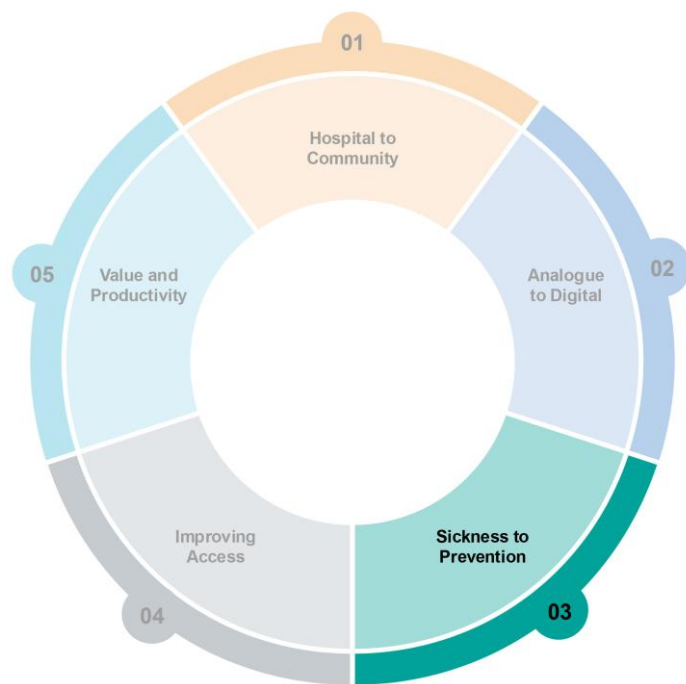 01
Hospital to
Community
02
Analogue
to Digital
03
Sickness to
Prevention
04
Improving
Access
05
Value and
Productivity